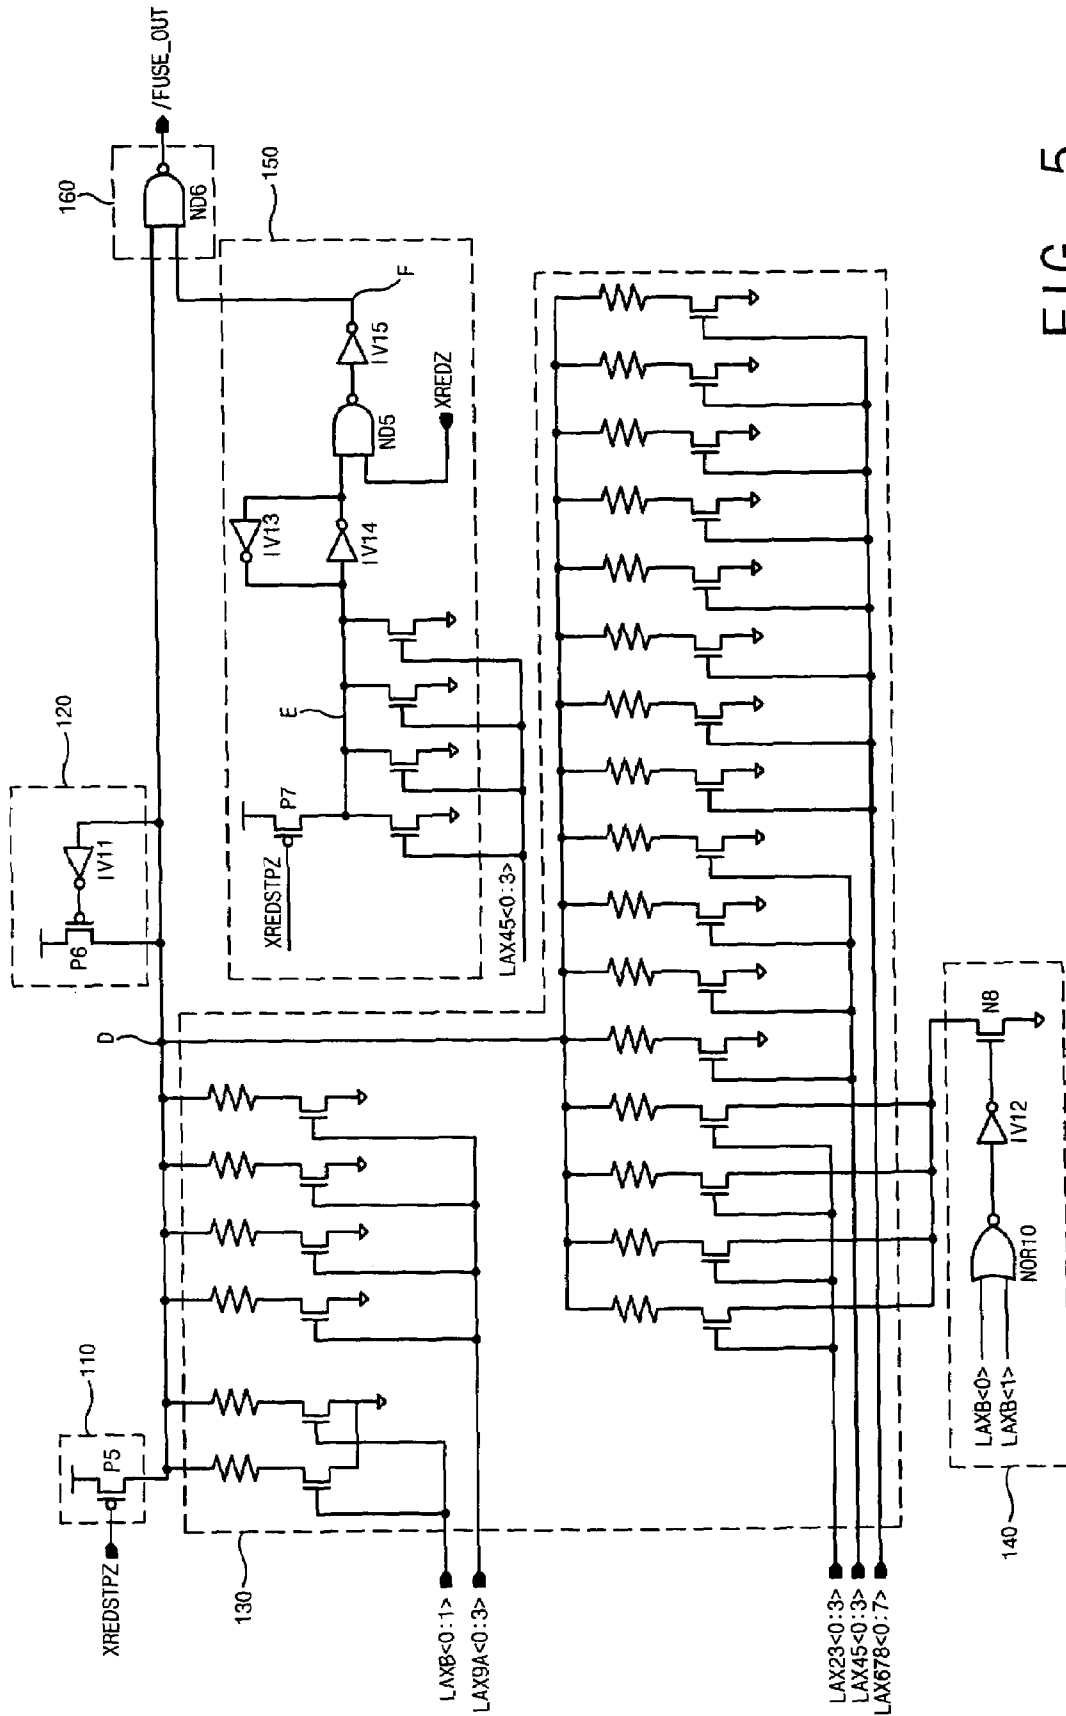 XREDSTPZ
110
P5
130
LAXB<0:1>
LAX9A<0:3>
D
P6
IV11
120
160
ND6
/FUSE_OUT
150
XREDSTPZ
P7
E
IV13
IV14
ND5
IV15
F
XREDZ
LAX45<0:3>
LAX23<0:3>
LAX45<0:3>
LAX678<0:7>
140
LAXB<0>
LAXB<1>
NOR10
IV12
N8
FIG. 5